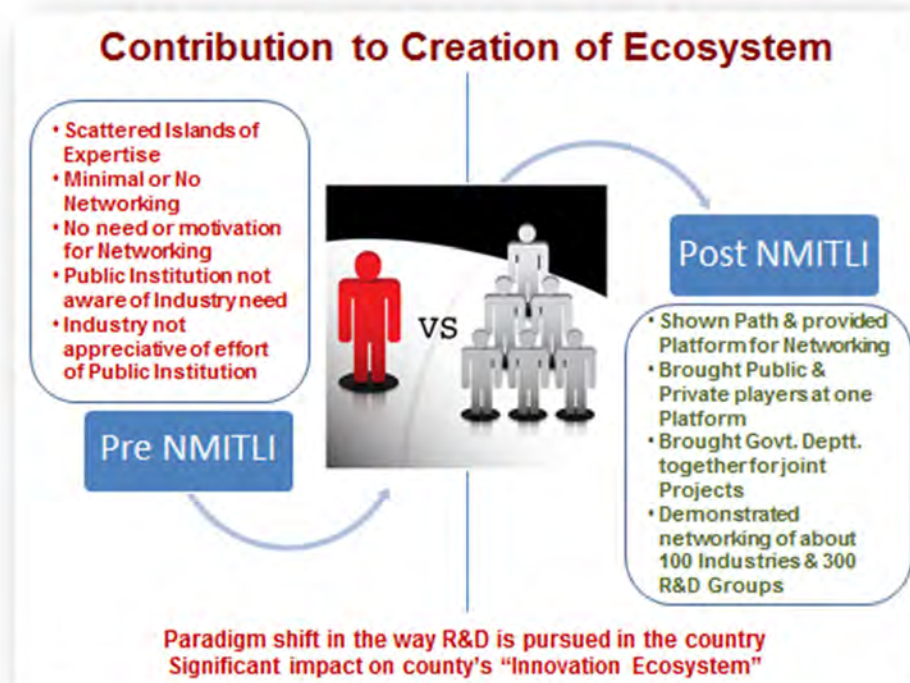 Contribution to Creation of Ecosystem
• Scattered Islands of
Expertise
• Minimal or No
Networking
• No need or motivation
for Networking
• Public Institution not
aware of Industry need
• Industry not
appreciative of effort
of Public Institution
Pre NMITLI
VS
Post NMITLI
• Shown Path & provided
Platform for Networking
• Brought Public &
Private players at one
Platform
• Brought Govt. Deptt.
together for joint
Projects
• Demonstrated
networking of about
100 Industries & 300
R&D Groups
Paradigm shift in the way R&D is pursued in the country
Significant impact on county's "Innovation Ecosystem"